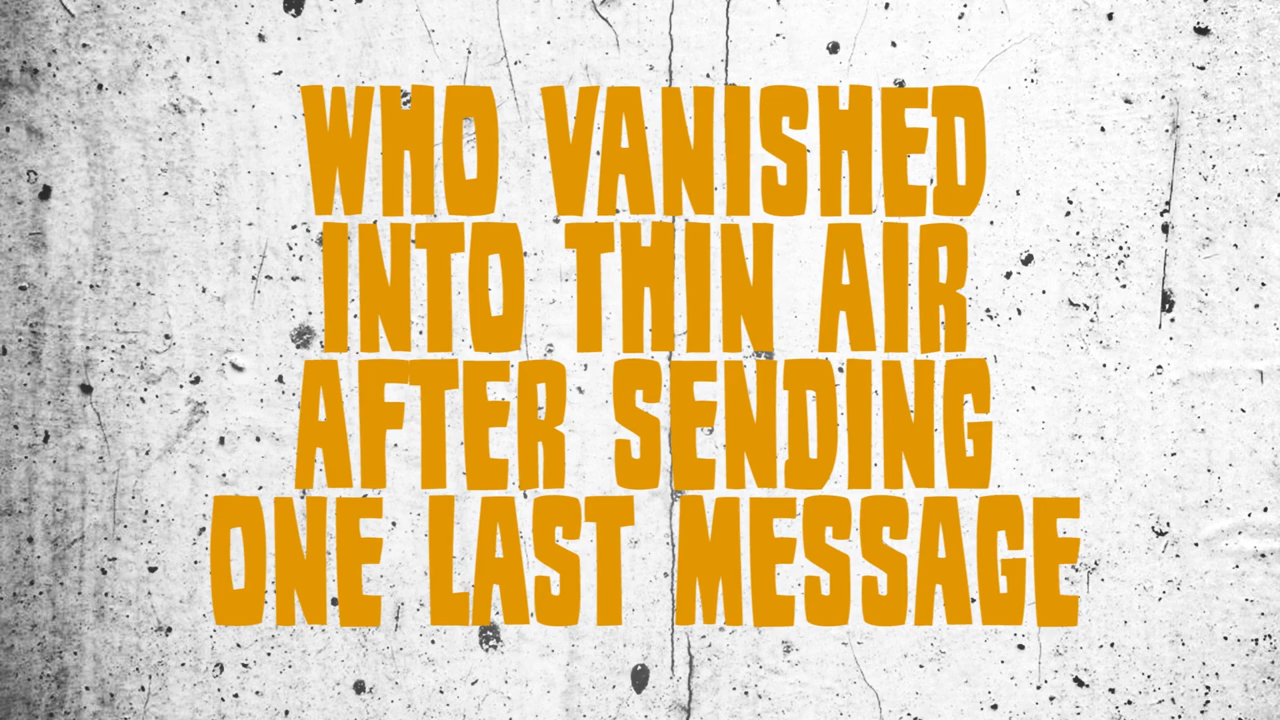 WHO VANISHED
INTO THIN AIR
AFTER SENDING
ONE LAST MESSAGE